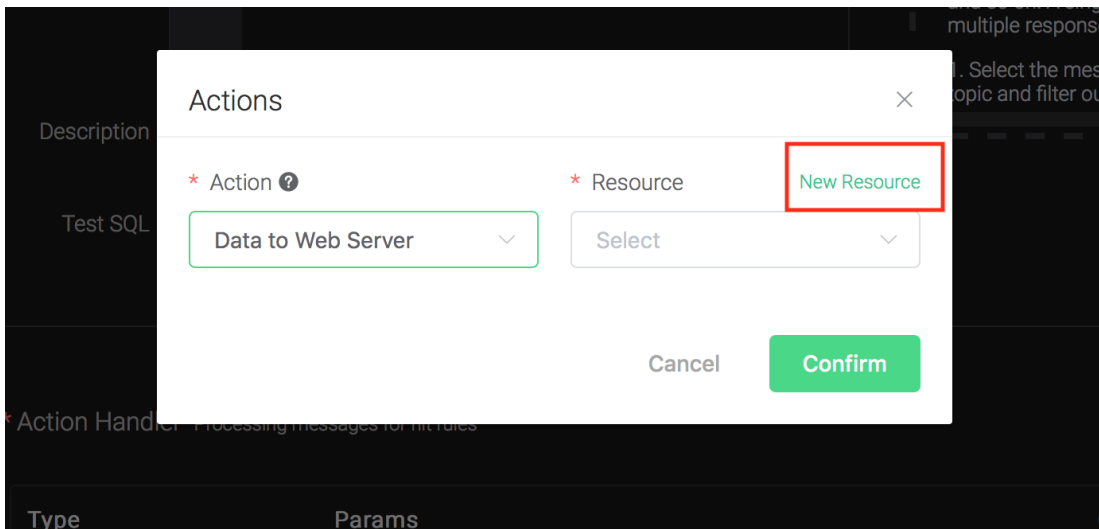 multiple respons
1. Select the mes
topic and filter ou
Actions
Description
* Action ?
* Resource
New Resource
Test SQL
Data to Web Server
Select
Cancel
Confirm
* Action Handler Processing messages for hit rules
Type
Params